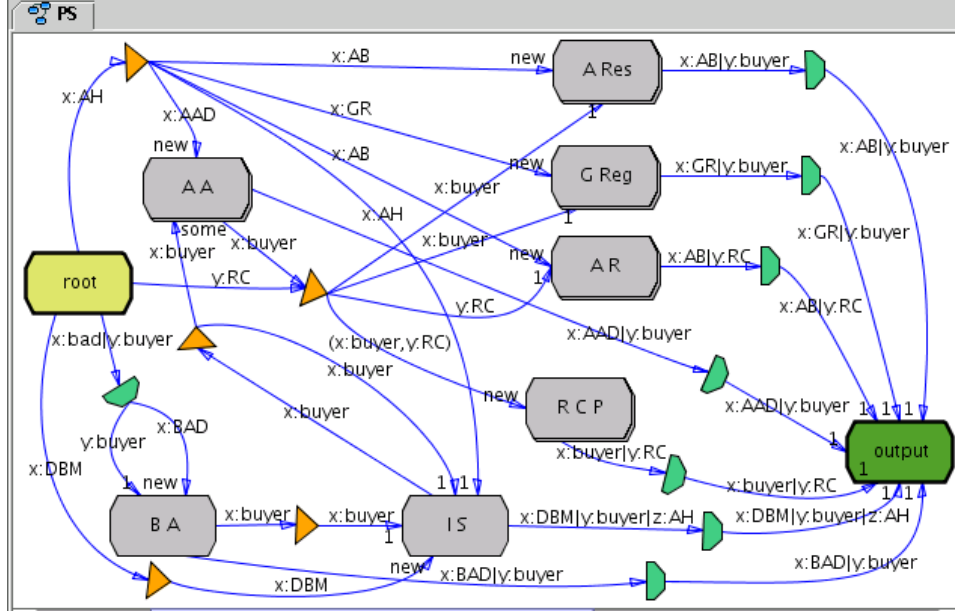 PS
x:AB
new
A Res
x:AB|y:buyer
x:AH
x:AAD
x:GR
new
x:AB
new
G Reg
x:GR|y:buyer
x:AB|y:buyer
1
A A
x:buyer
some
x:AH
x:buyer
x:buyer
x:buyer
1
new
A R
x:AB|y:RC
x:GR|y:buyer
1
root
y:RC
y:RC
x:AB|y:RC
x:bad|y:buyer
(x:buyer,y:RC)
x:AAD|y:buyer
x:buyer
new
R C P
x:AAD|y:buyer
x:buyer
1
1
1
y:buyer
x:BAD
x:buyer|y:RC
1
output
1
x:DBM
1
new
1
1
x:buyer|y:RC
1
1
B A
x:buyer
x:buyer
1
I S
x:DBM|y:buyer|z:AH
x:DBM|y:buyer|z:AH
new
x:DBM
x:BAD|y:buyer
x:BAD|y:buyer